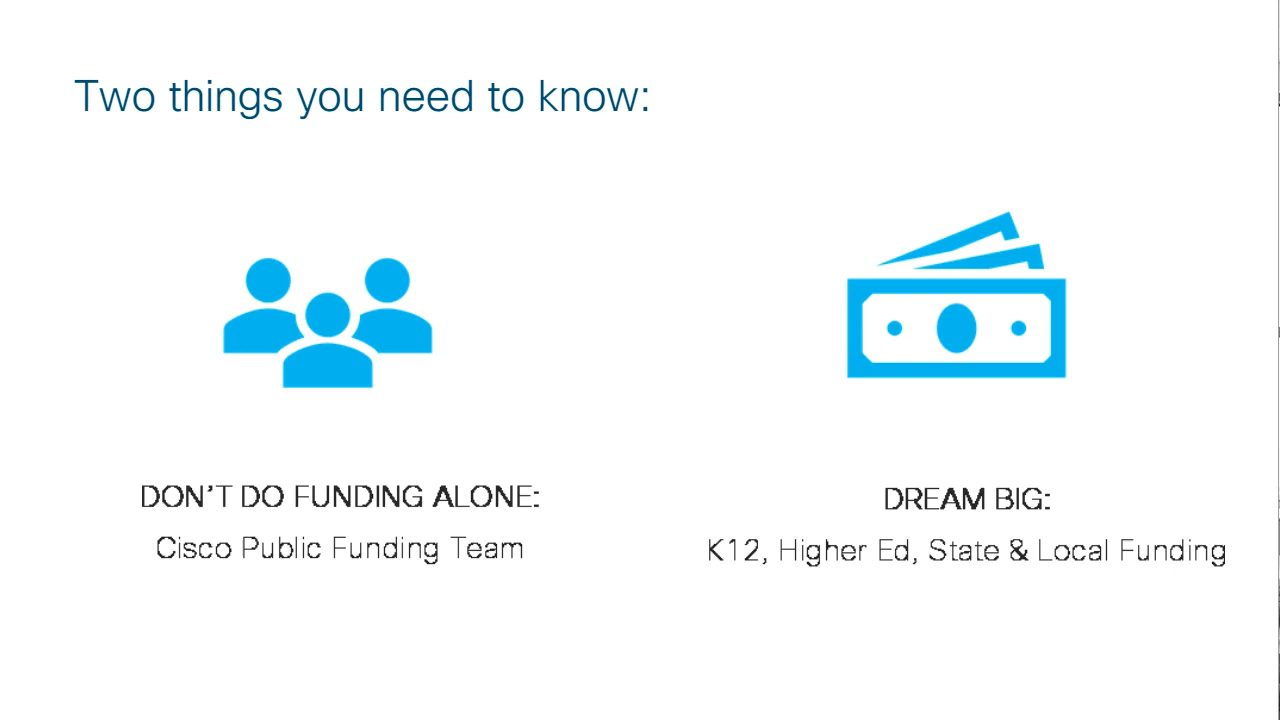 Two things you need to know:
DON'T DO FUNDING ALONE:
Cisco Public Funding Team
DREAM BIG:
K12, Higher Ed, State & Local Funding